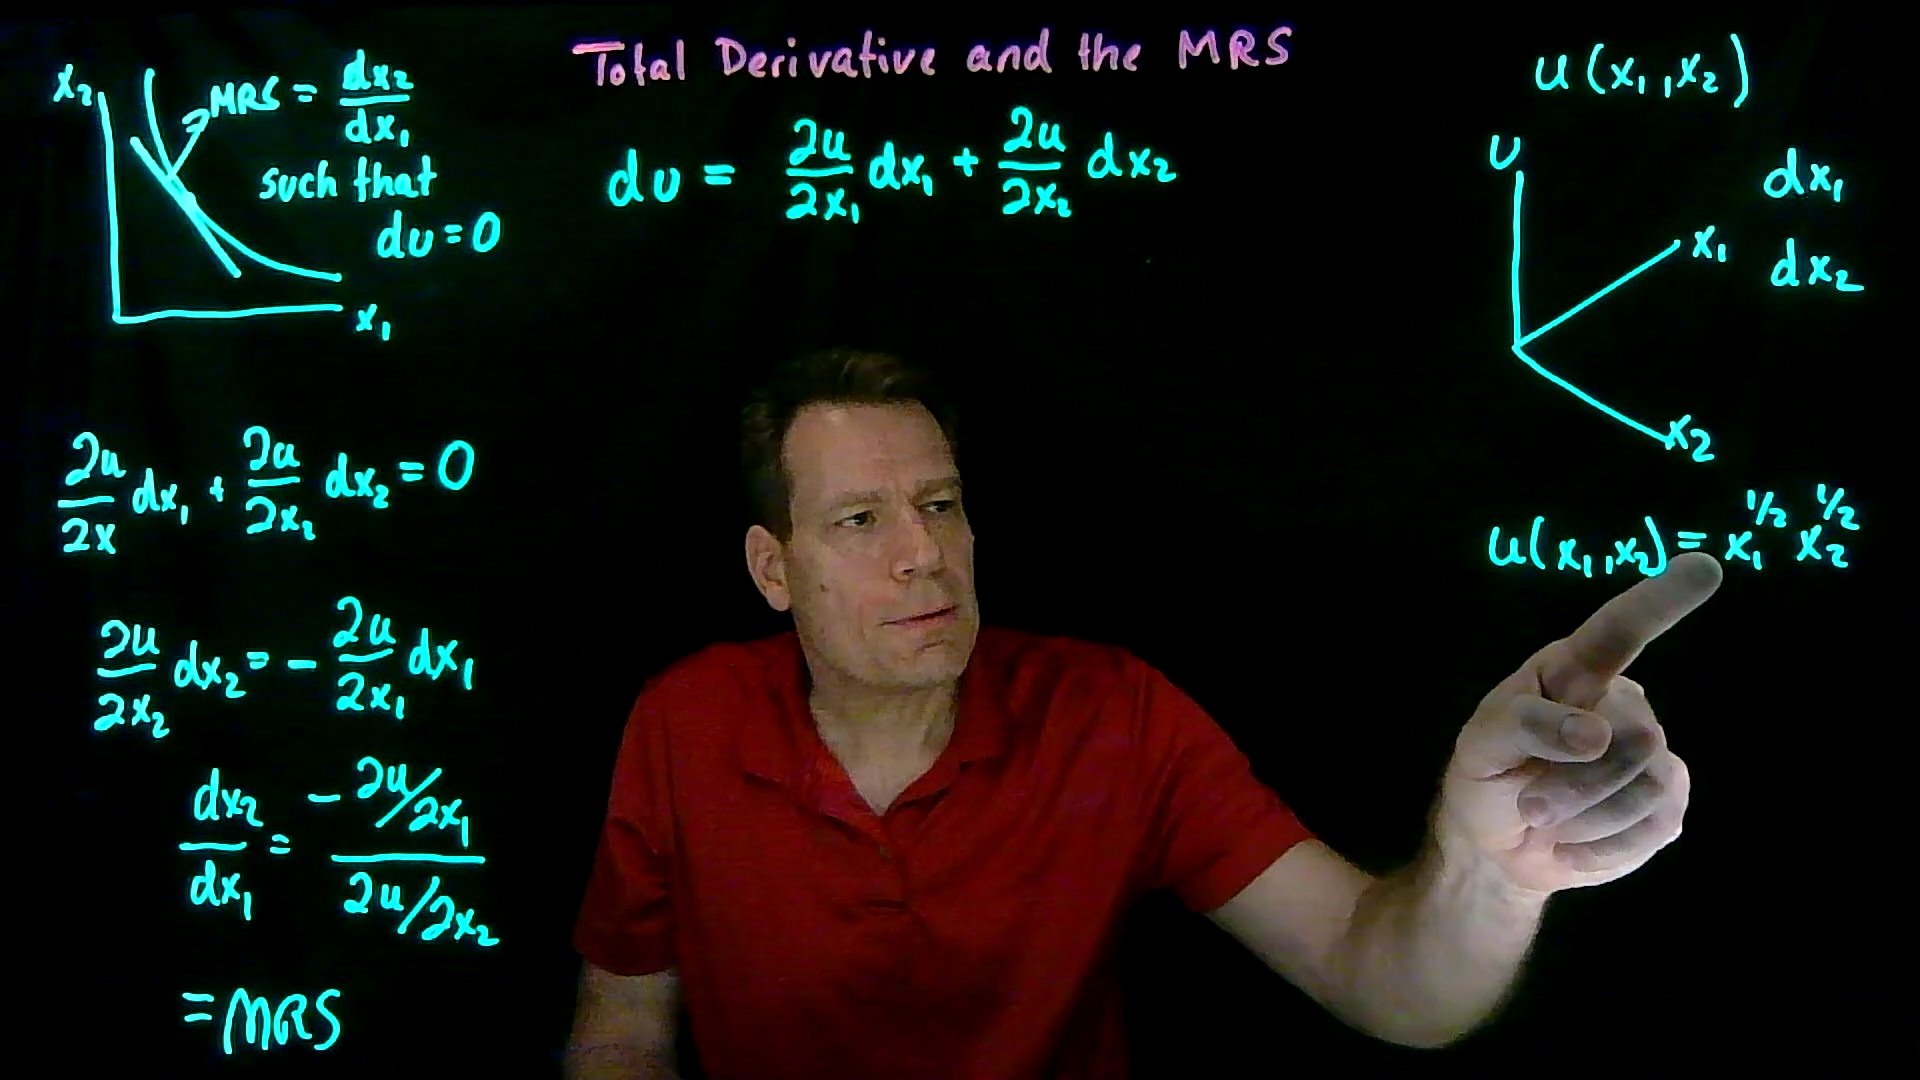 Total Derivative and the MRS
x₂
MRS = dx₂/dx₁
such that
du = 0
x₁
du = ∂u/∂x₁ dx₁ + ∂u/∂x₂ dx₂
u(x₁,x₂)
U
dx₁
x₁
dx₂
x₂
∂u/∂x dx₁ + ∂u/∂x₂ dx₂ = 0
u(x₁,x₂) = x₁^1/2 x₂^1/2
∂u/∂x₂ dx₂ = - ∂u/∂x₁ dx₁
dx₂/dx₁ = - ∂u/∂x₁ / ∂u/∂x₂
= MRS